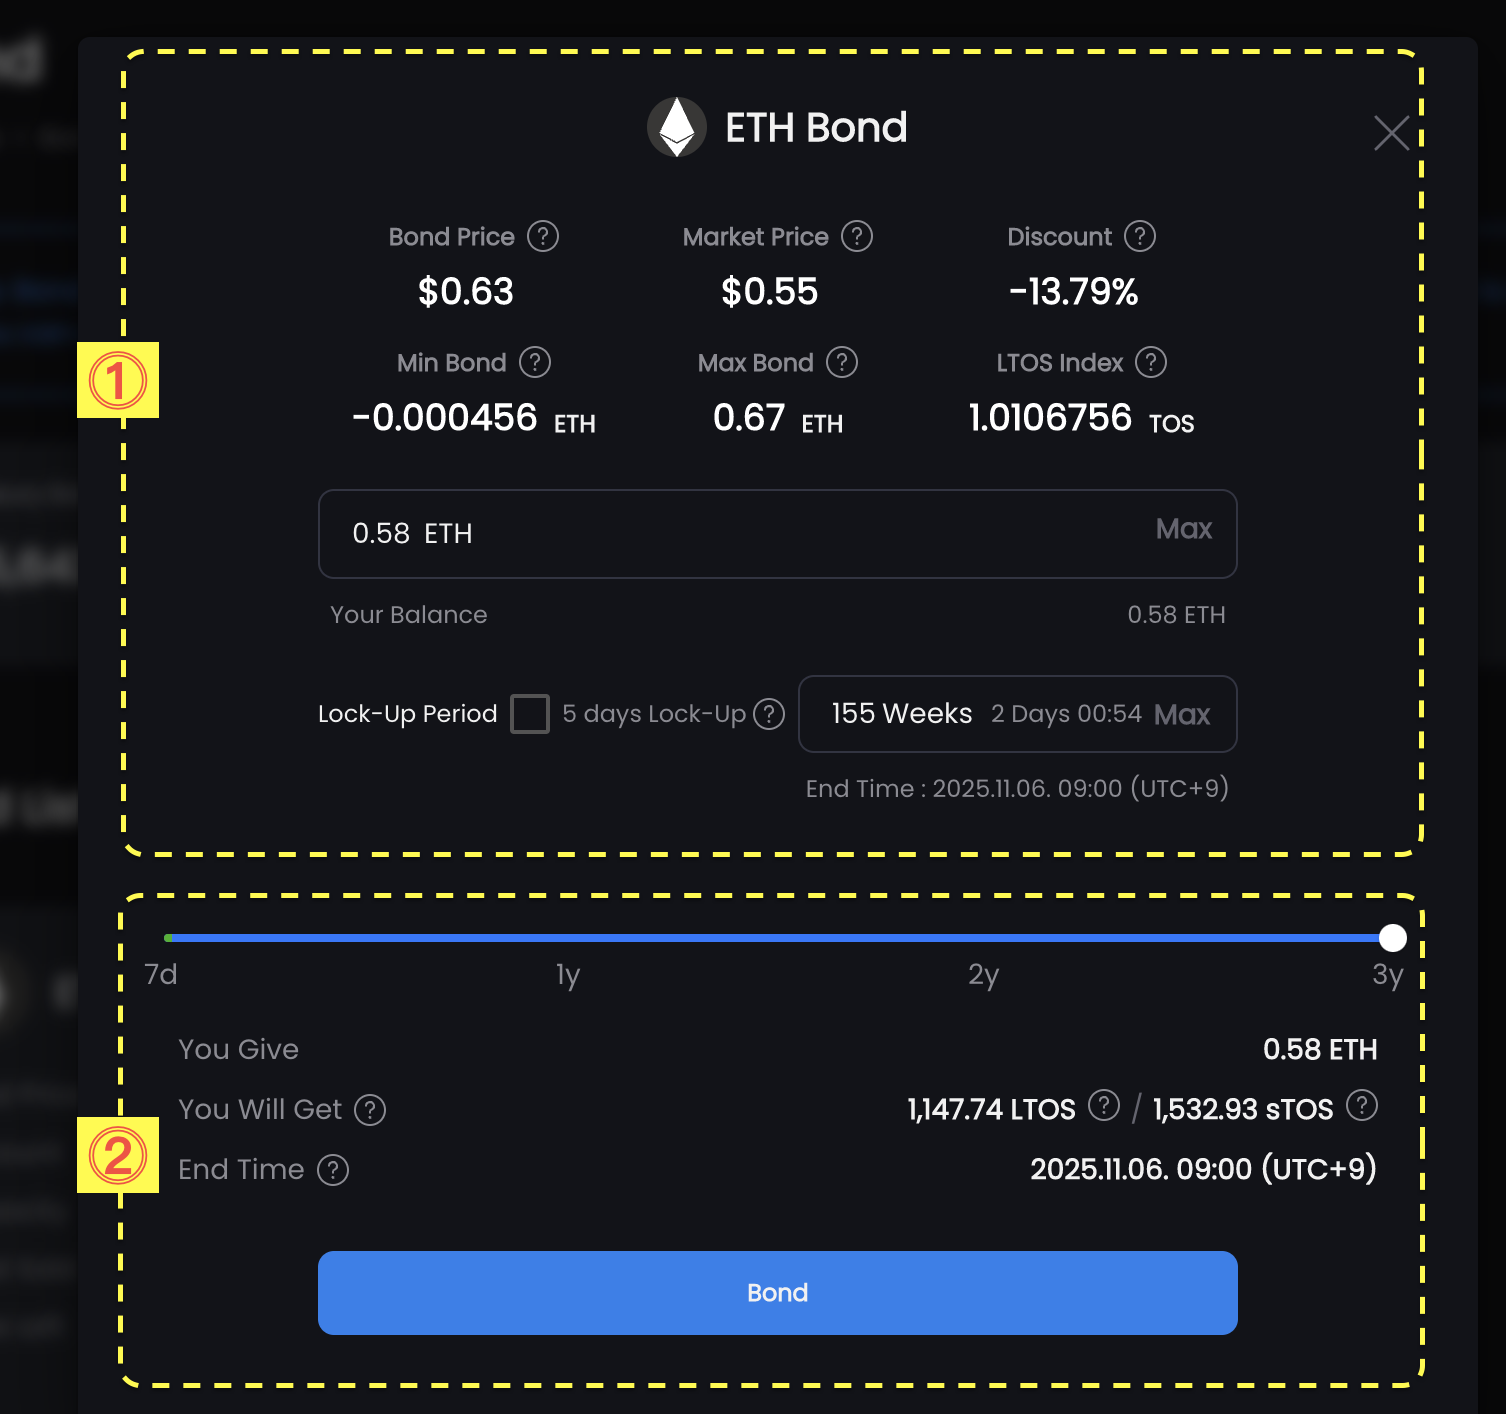 ETH Bond
Bond Price ? Market Price ? Discount ?
$0.63 $0.55 -13.79%
Min Bond ? Max Bond ? LTOS Index ?
-0.000456 ETH 0.67 ETH 1.0106756 TOS
①
0.58 ETH Max
Your Balance 0.58 ETH
Lock-Up Period 5 days Lock-Up ? 155 Weeks 2 Days 00:54 Max
End Time : 2025.11.06. 09:00 (UTC+9)
7d 1y 2y 3y
You Give 0.58 ETH
You Will Get ? 1,147.74 LTOS ? / 1,532.93 sTOS ?
②
End Time ? 2025.11.06. 09:00 (UTC+9)
Bond